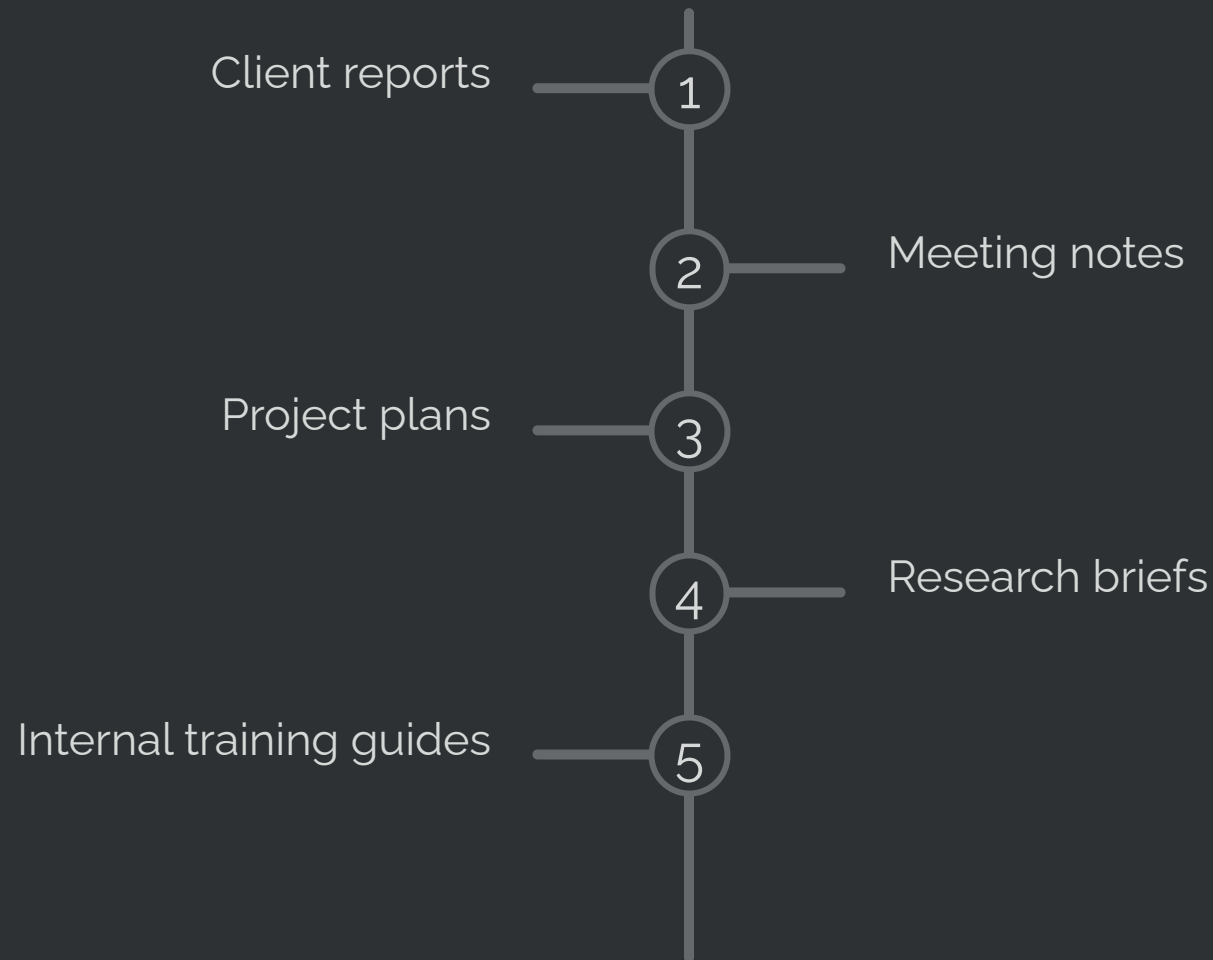 Client reports
1
2
Meeting notes
Project plans
3
4
Research briefs
Internal training guides
5